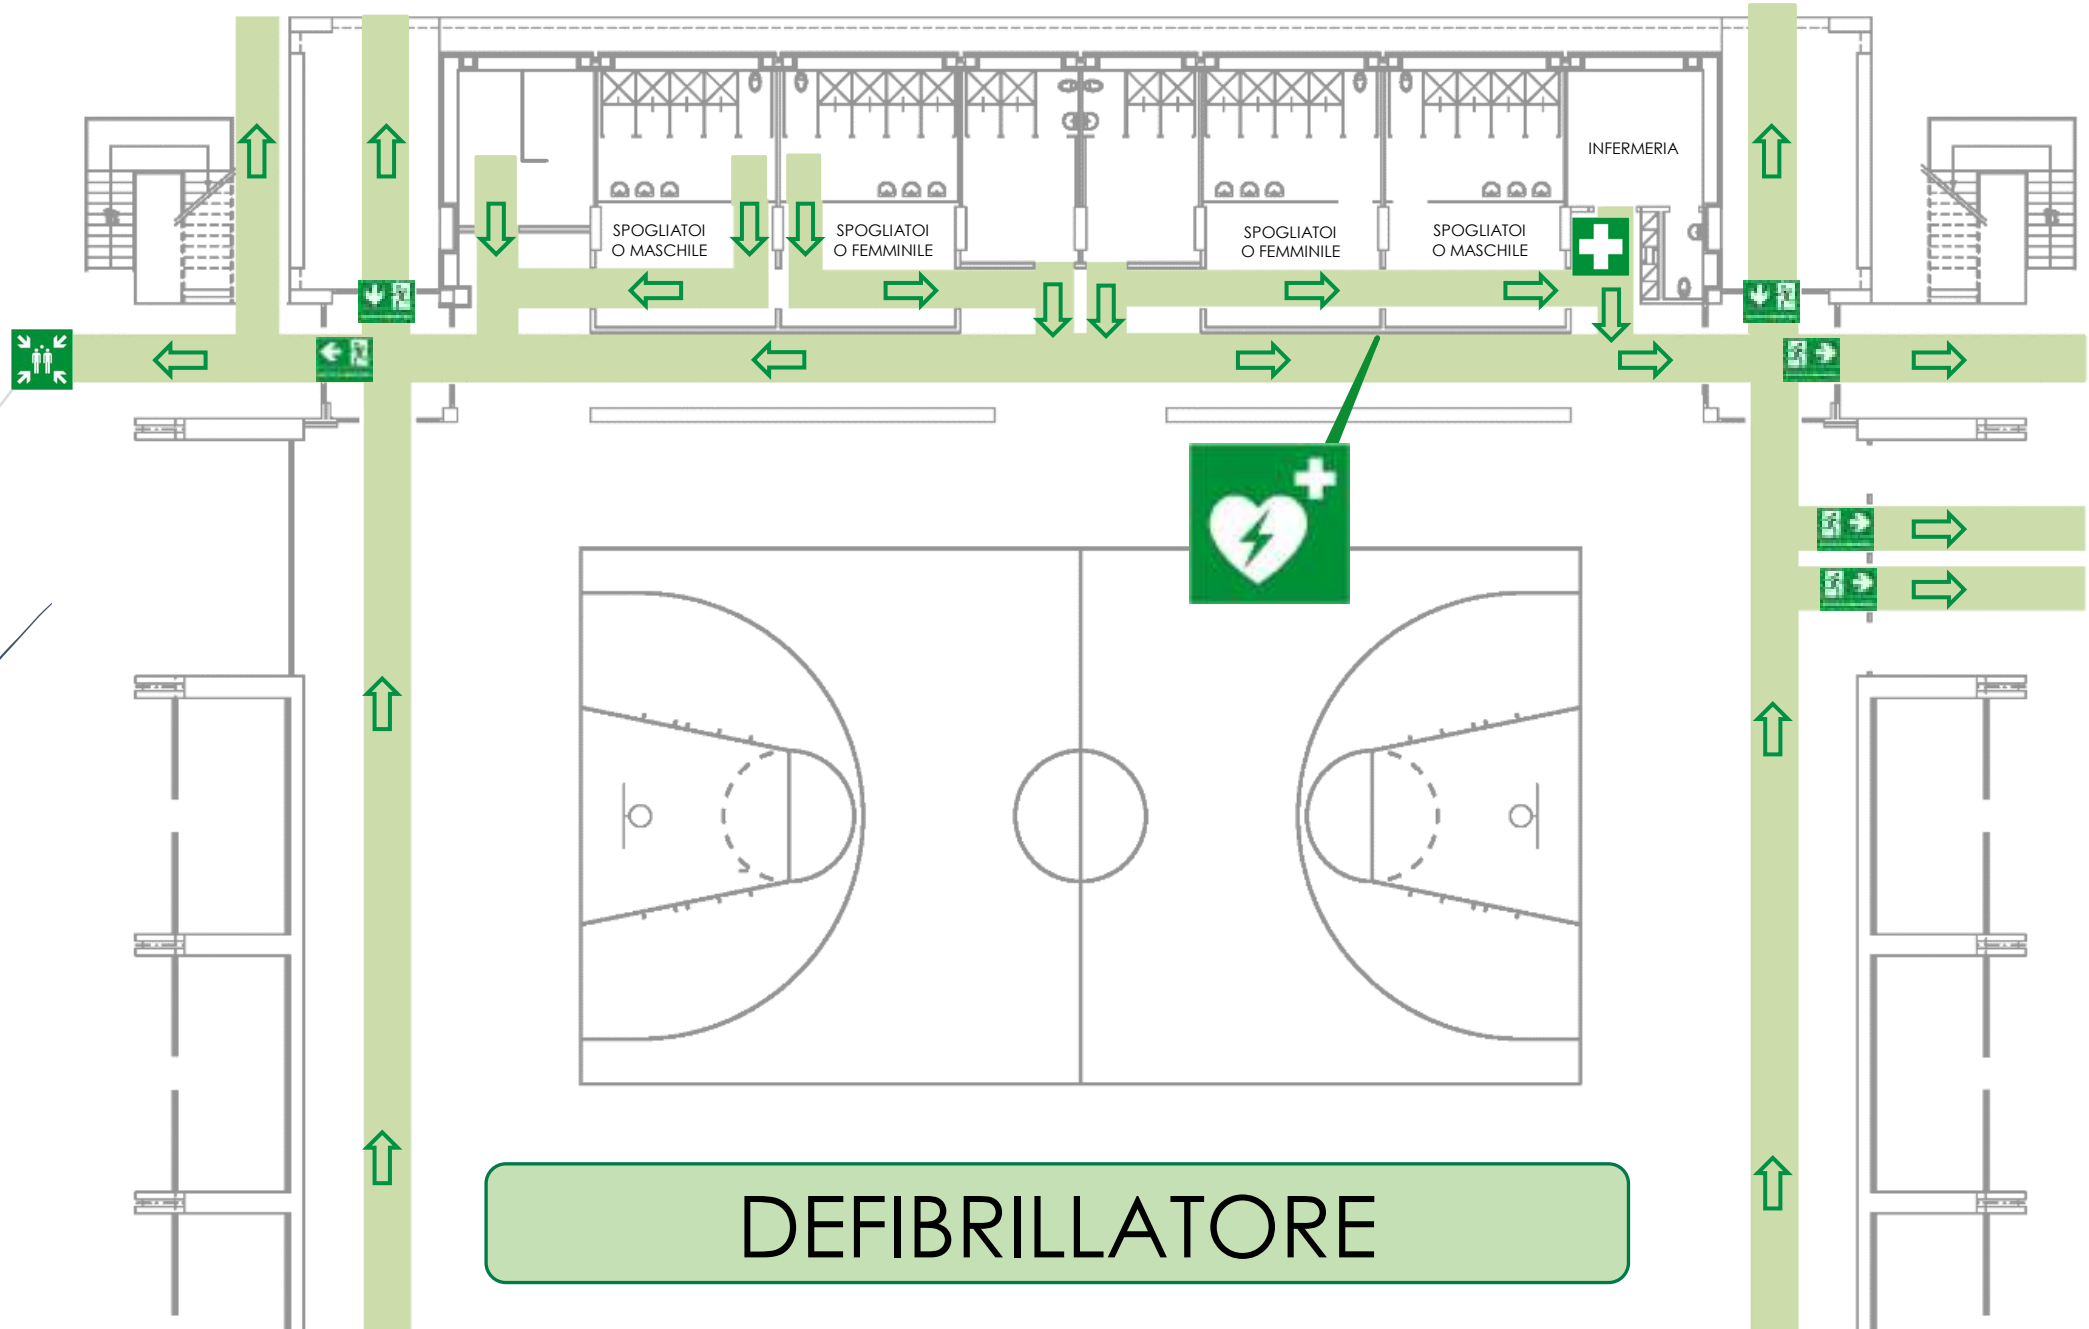 INFERMERIA
SPOGLIATOI
O MASCHILE
SPOGLIATOI
O FEMMINILE
SPOGLIATOI
O FEMMINILE
SPOGLIATOI
O MASCHILE
DEFIBRILLATORE